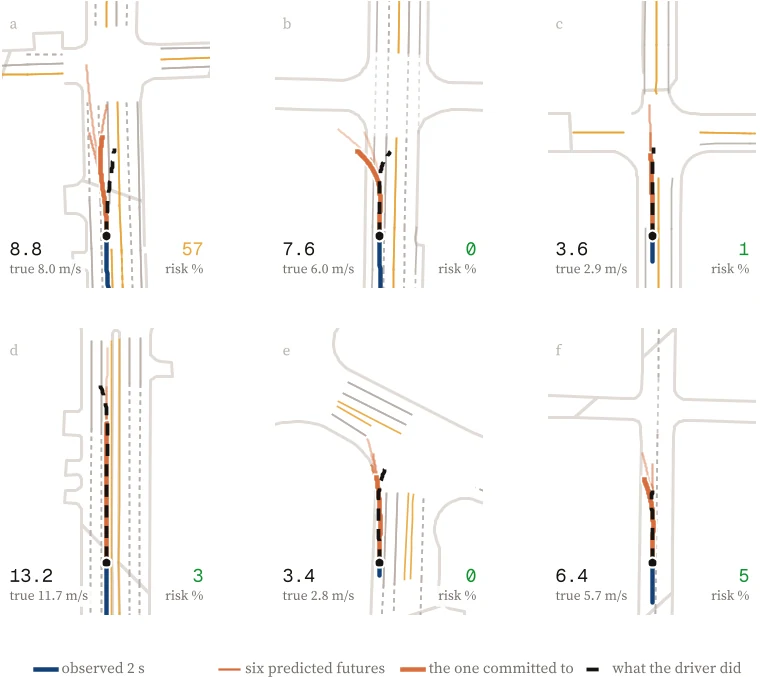 a
b
c
8.8
57
true 8.0 m/s
risk %
7.6
0
true 6.0 m/s
risk %
3.6
1
true 2.9 m/s
risk %
d
e
f
13.2
3
true 11.7 m/s
risk %
3.4
0
true 2.8 m/s
risk %
6.4
5
true 5.7 m/s
risk %
observed 2 s
six predicted futures
the one committed to
what the driver did